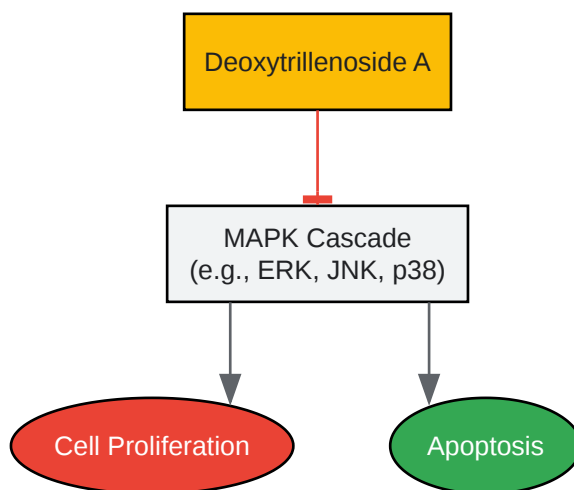 Deoxytrillenoside A
MAPK Cascade
(e.g., ERK, JNK, p38)
Cell Proliferation
Apoptosis